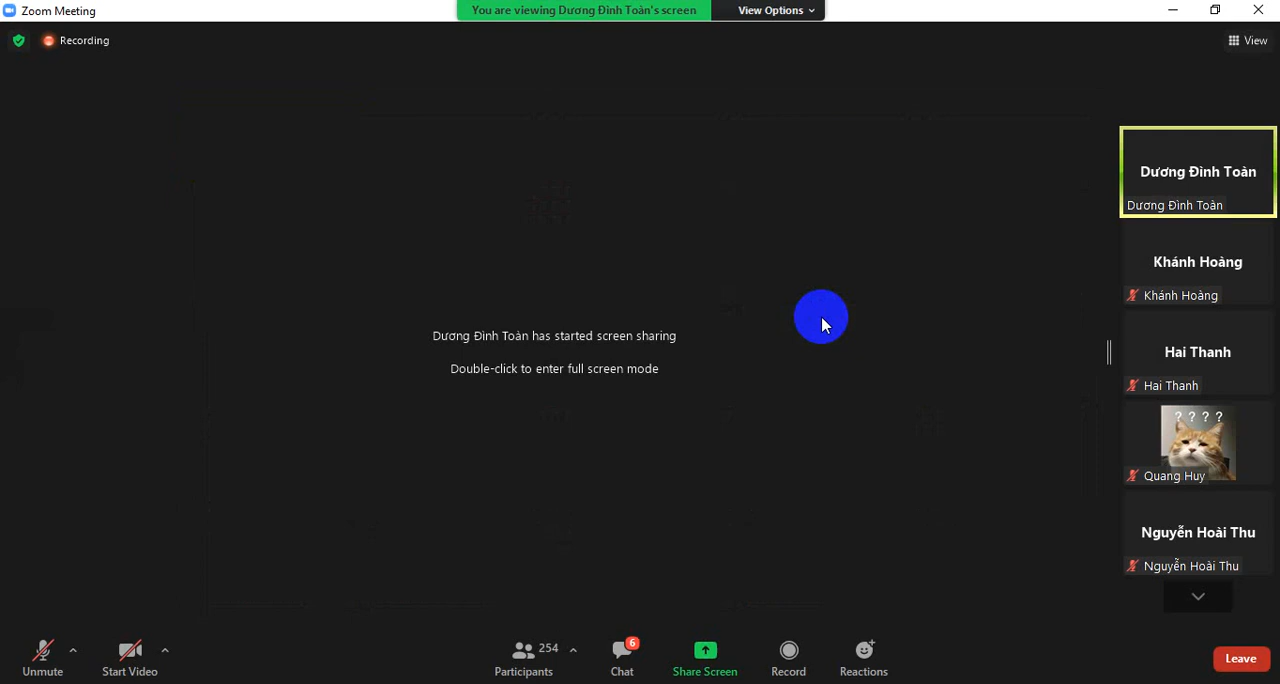 Zoom Meeting
You are viewing Dương Đình Toàn's screen
View Options
Recording
View
Dương Đình Toàn
Dương Đình Toàn
Khánh Hoàng
Khánh Hoàng
Dương Đình Toàn has started screen sharing
Double-click to enter full screen mode
Hai Thanh
Hai Thanh
? ? ? ?
Quang Huy
Nguyễn Hoài Thu
Nguyễn Hoài Thu
Unmute
Start Video
254
Participants
6
Chat
Share Screen
Record
Reactions
Leave